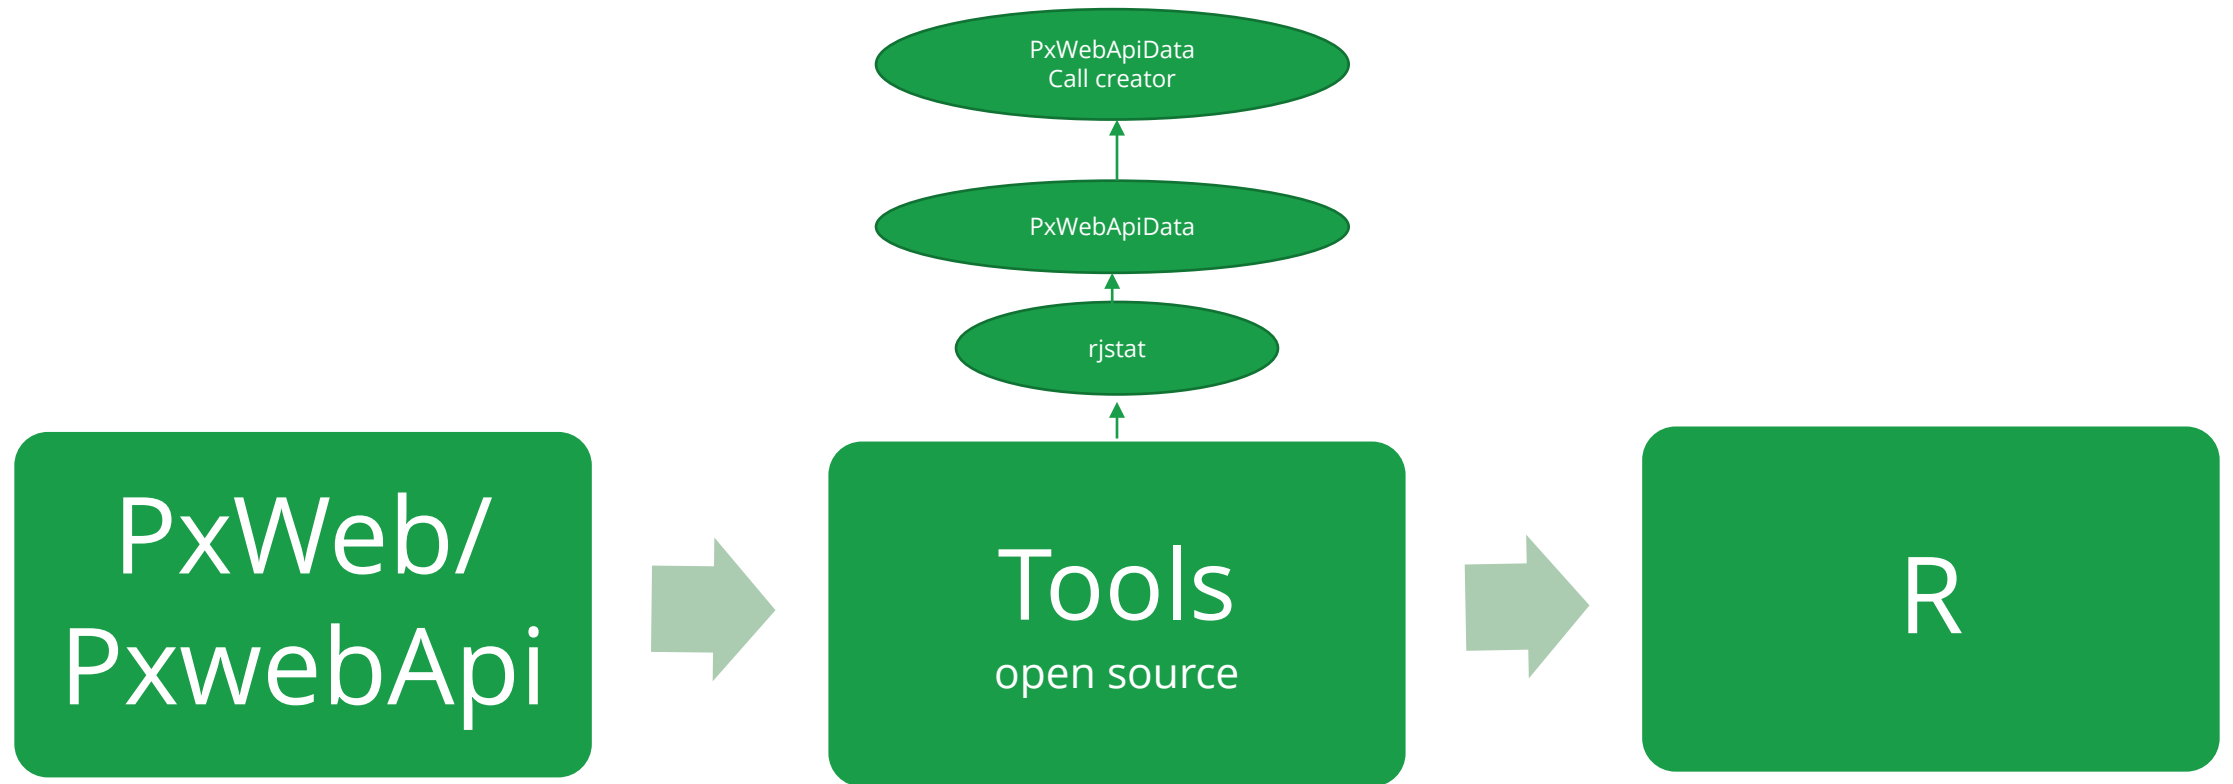 PxWebApiData
Call creator
PxWebApiData
rjstat
PxWeb/
PxwebApi
Tools
open source
R